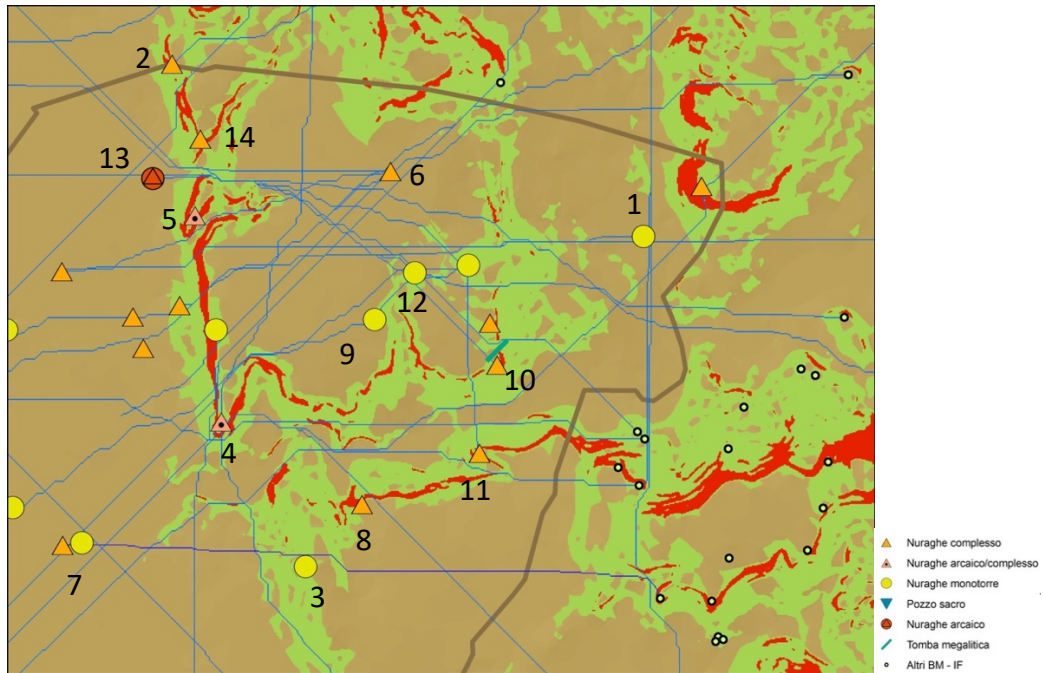 2
14
13
6
5
1
12
9
10
4
11
8
7
3
Nuraghe complesso
Nuraghe arcaico/complesso
Nuraghe monotorre
Pozzo sacro
Nuraghe arcaico
Tomba megalitica
Altri BM - IF